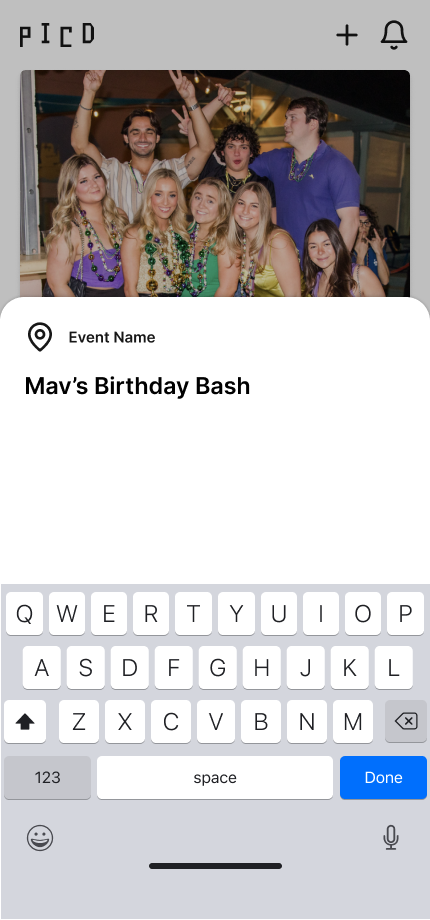 PICD
Event Name
Mav’s Birthday Bash
Q W E R T Y U I O P
A S D F G H J K L
Z X C V B N M
123 space Done